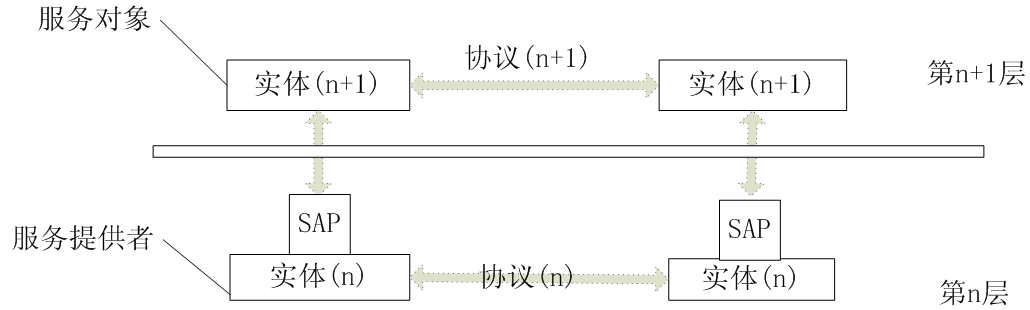 服务对象
协议(n+1)
实体(n+1)
实体(n+1)
第n+1层
SAP
SAP
服务提供者
实体(n)
协议(n)
实体(n)
第n层